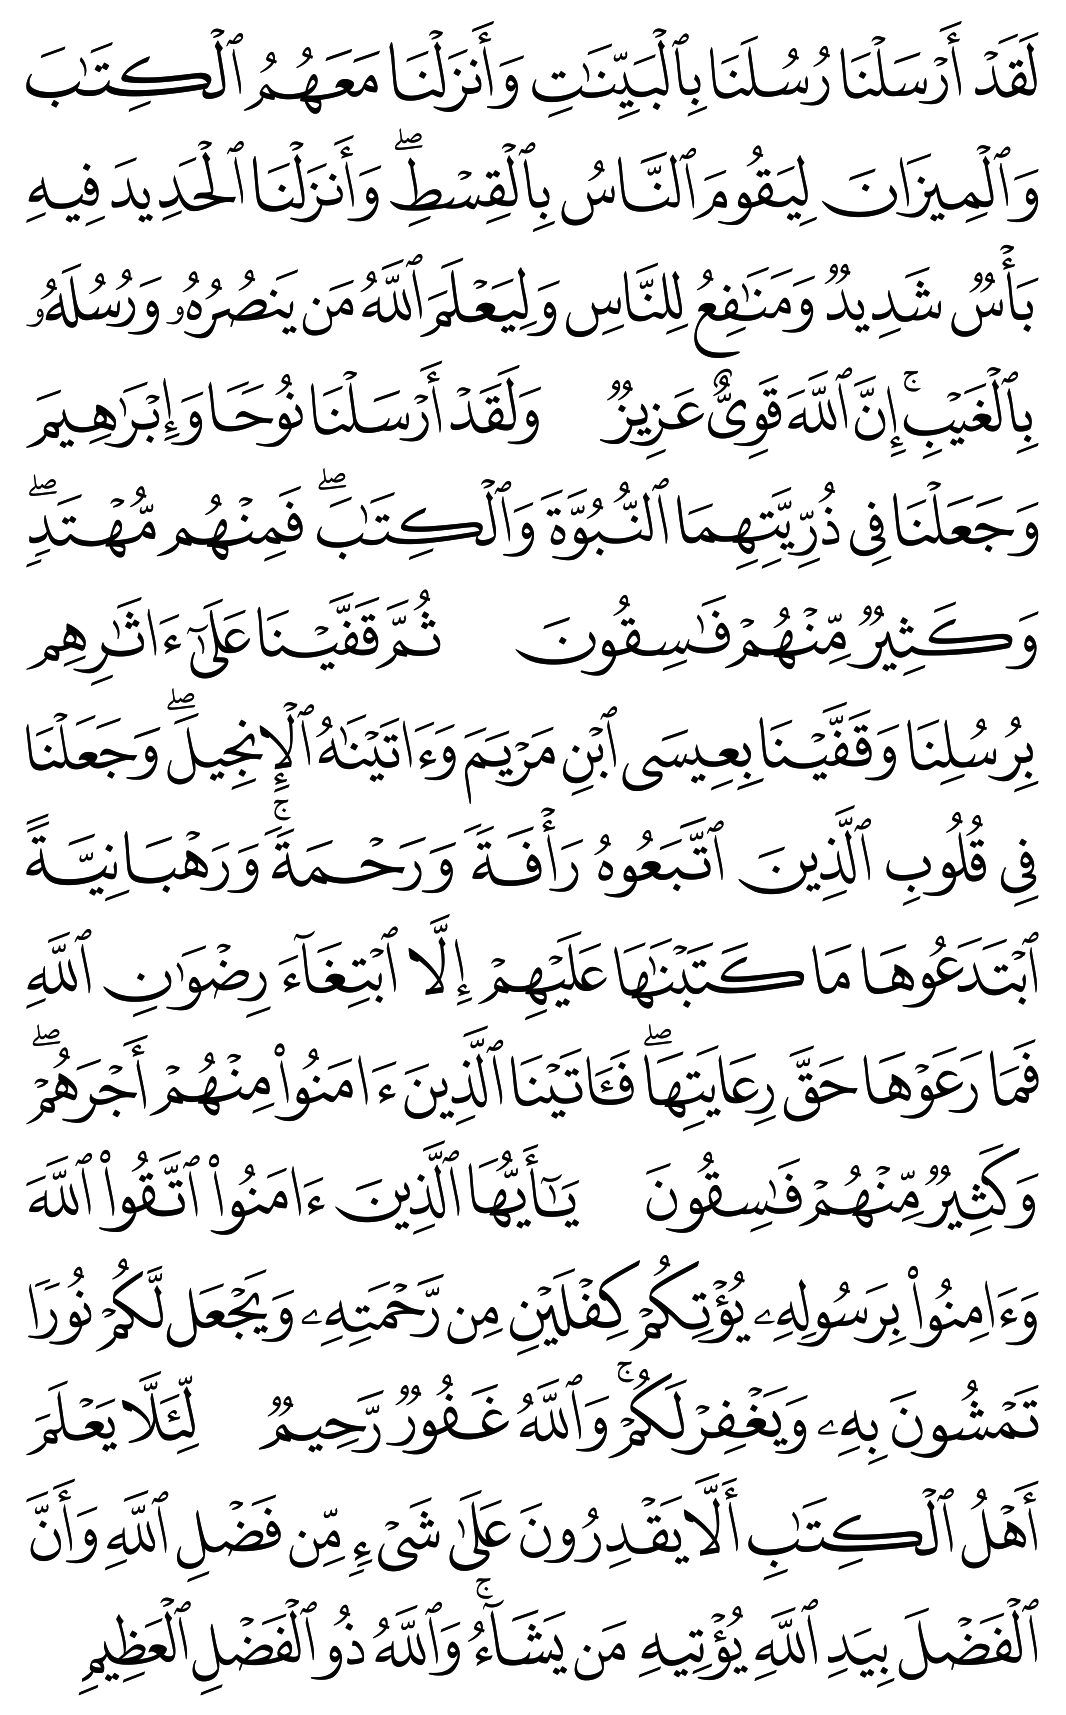 لَقَدۡ أَرۡسَلۡنَا رُسُلَنَا بِٱلۡبَيِّنَٰتِ وَأَنزَلۡنَا مَعَهُمُ ٱلۡكِتَٰبَ
وَٱلۡمِيزَانَ لِيَقُومَ ٱلنَّاسُ بِٱلۡقِسۡطِۖ وَأَنزَلۡنَا ٱلۡحَدِيدَ فِيهِ
بَأۡسٞ شَدِيدٞ وَمَنَٰفِعُ لِلنَّاسِ وَلِيَعۡلَمَ ٱللَّهُ مَن يَنصُرُهُۥ وَرُسُلَهُۥ
بِٱلۡغَيۡبِۚ إِنَّ ٱللَّهَ قَوِيٌّ عَزِيزٞ وَلَقَدۡ أَرۡسَلۡنَا نُوحٗا وَإِبۡرَٰهِيمَ
وَجَعَلۡنَا فِي ذُرِّيَّتِهِمَا ٱلنُّبُوَّةَ وَٱلۡكِتَٰبَۖ فَمِنۡهُم مُّهۡتَدٖۖ
وَكَثِيرٞ مِّنۡهُمۡ فَٰسِقُونَ ثُمَّ قَفَّيۡنَا عَلَىٰٓ ءَاثَٰرِهِم
بِرُسُلِنَا وَقَفَّيۡنَا بِعِيسَى ٱبۡنِ مَرۡيَمَ وَءَاتَيۡنَٰهُ ٱلۡإِنجِيلَۖ وَجَعَلۡنَا
فِي قُلُوبِ ٱلَّذِينَ ٱتَّبَعُوهُ رَأۡفَةٗ وَرَحۡمَةٗۚ وَرَهۡبَانِيَّةً
ٱبۡتَدَعُوهَا مَا كَتَبۡنَٰهَا عَلَيۡهِمۡ إِلَّا ٱبۡتِغَآءَ رِضۡوَٰنِ ٱللَّهِ
فَمَا رَعَوۡهَا حَقَّ رِعَايَتِهَاۖ فَـَٔاتَيۡنَا ٱلَّذِينَ ءَامَنُواْ مِنۡهُمۡ أَجۡرَهُمۡۖ
وَكَثِيرٞ مِّنۡهُمۡ فَٰسِقُونَ يَٰٓأَيُّهَا ٱلَّذِينَ ءَامَنُواْ ٱتَّقُواْ ٱللَّهَ
وَءَامِنُواْ بِرَسُولِهِۦ يُؤۡتِكُمۡ كِفۡلَيۡنِ مِن رَّحۡمَتِهِۦ وَيَجۡعَل لَّكُمۡ نُورٗا
تَمۡشُونَ بِهِۦ وَيَغۡفِرۡ لَكُمۡۚ وَٱللَّهُ غَفُورٞ رَّحِيمٞ لِّئَلَّا يَعۡلَمَ
أَهۡلُ ٱلۡكِتَٰبِ أَلَّا يَقۡدِرُونَ عَلَىٰ شَيۡءٖ مِّن فَضۡلِ ٱللَّهِ وَأَنَّ
ٱلۡفَضۡلَ بِيَدِ ٱللَّهِ يُؤۡتِيهِ مَن يَشَآءُۚ وَٱللَّهُ ذُو ٱلۡفَضۡلِ ٱلۡعَظِيمِ